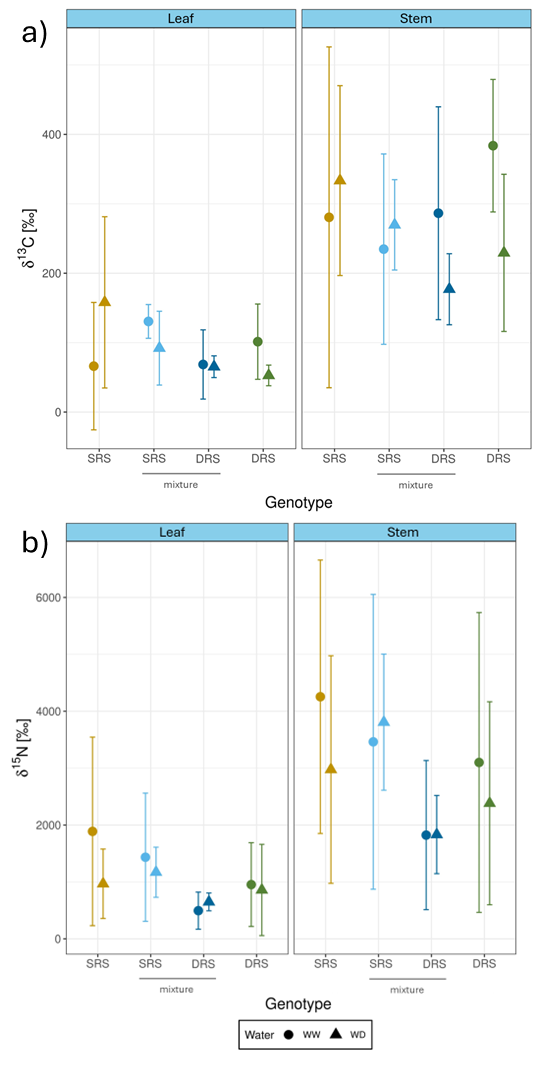 a)
Leaf
Stem
δ¹³C [‰]
400
200
0
SRS SRS DRS DRS
SRS SRS DRS DRS
mixture
mixture
Genotype
b)
Leaf
Stem
δ¹⁵N [‰]
6000
4000
2000
0
SRS SRS DRS DRS
SRS SRS DRS DRS
mixture
mixture
Genotype
Water WW WD